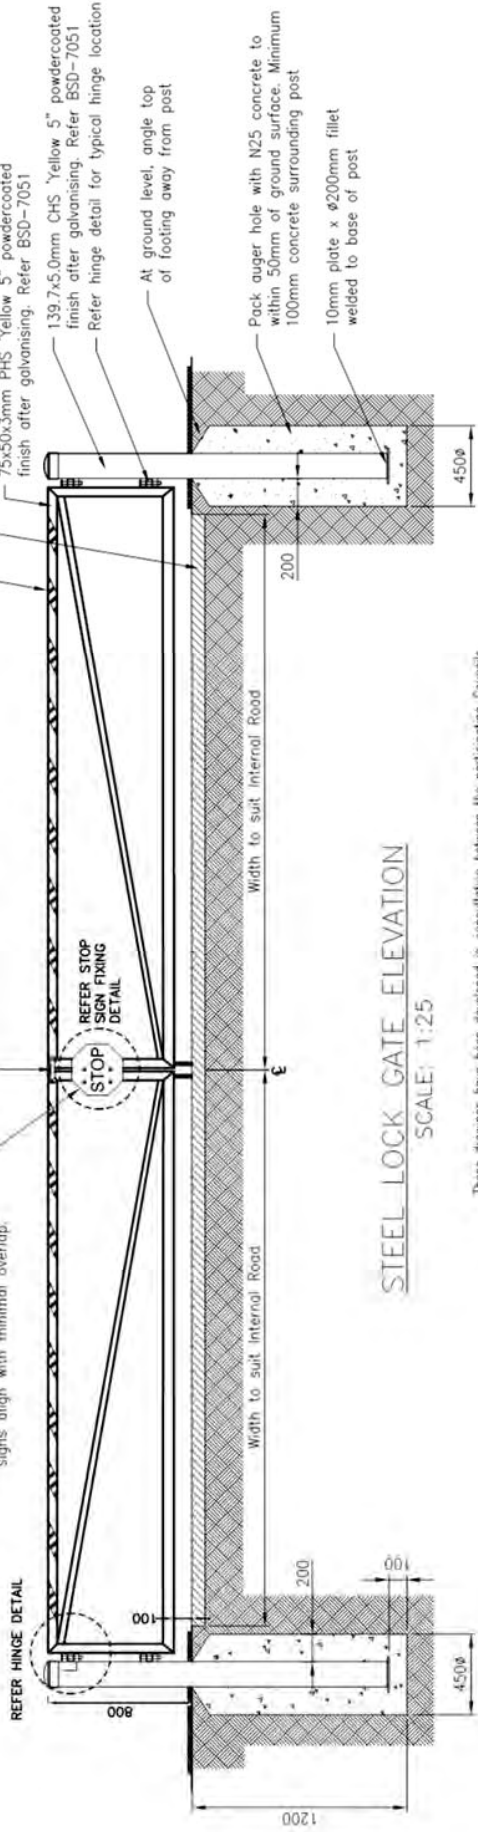 signs align with minimal overlap.
75x50x3mm PHS "Yellow 5" powdercoated
finish after galvanising. Refer BSD-7051
139.7x5.0mm CHS "Yellow 5" powdercoated
finish after galvanising. Refer BSD-7051
Refer hinge detail for typical hinge location
At ground level, angle top
of footing away from post
Pack auger hole with N25 concrete to
within 50mm of ground surface. Minimum
100mm concrete surrounding post
10mm plate x ø200mm fillet
welded to base of post
REFER HINGE DETAIL
REFER STOP
SIGN FIXING
DETAIL
STOP
800
100
1200
200
100
450ø
Width to suit Internal Road
Width to suit Internal Road
200
450ø
STEEL LOCK GATE ELEVATION
SCALE: 1:25